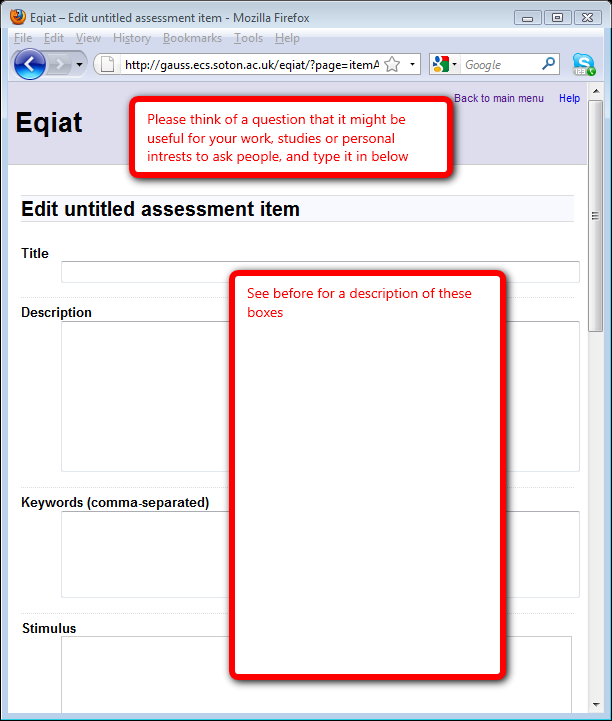 Eqiat – Edit untitled assessment item - Mozilla Firefox
File Edit View History Bookmarks Tools Help
http://gauss.ecs.soton.ac.uk/eqiat/?page=itemA
Google
Back to main menu Help
Eqiat
Please think of a question that it might be
useful for your work, studies or personal
intrests to ask people, and type it in below
Edit untitled assessment item
Title
See before for a description of these
boxes
Description
Keywords (comma-separated)
Stimulus